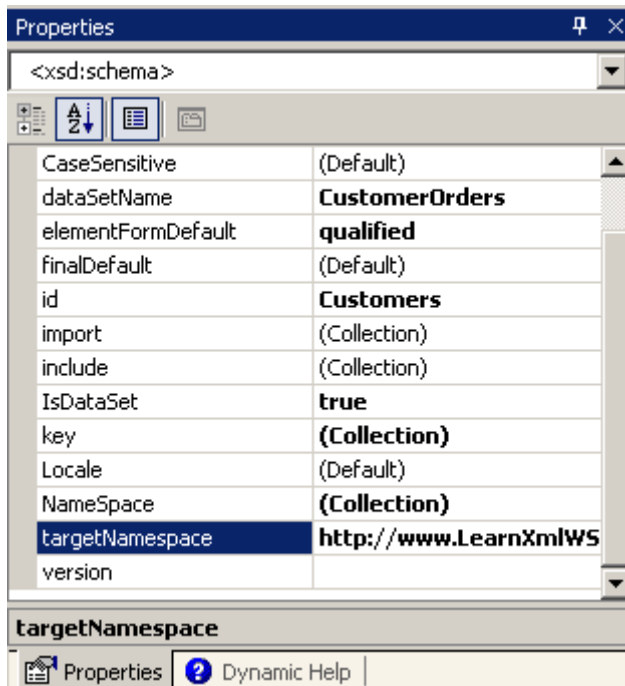 Properties
<xsd:schema>
CaseSensitive (Default)
dataSetName CustomerOrders
elementFormDefault qualified
finalDefault (Default)
id Customers
import (Collection)
include (Collection)
IsDataSet true
key (Collection)
Locale (Default)
NameSpace (Collection)
targetNamespace http://www.LearnXmlWS
version
targetNamespace
Properties Dynamic Help